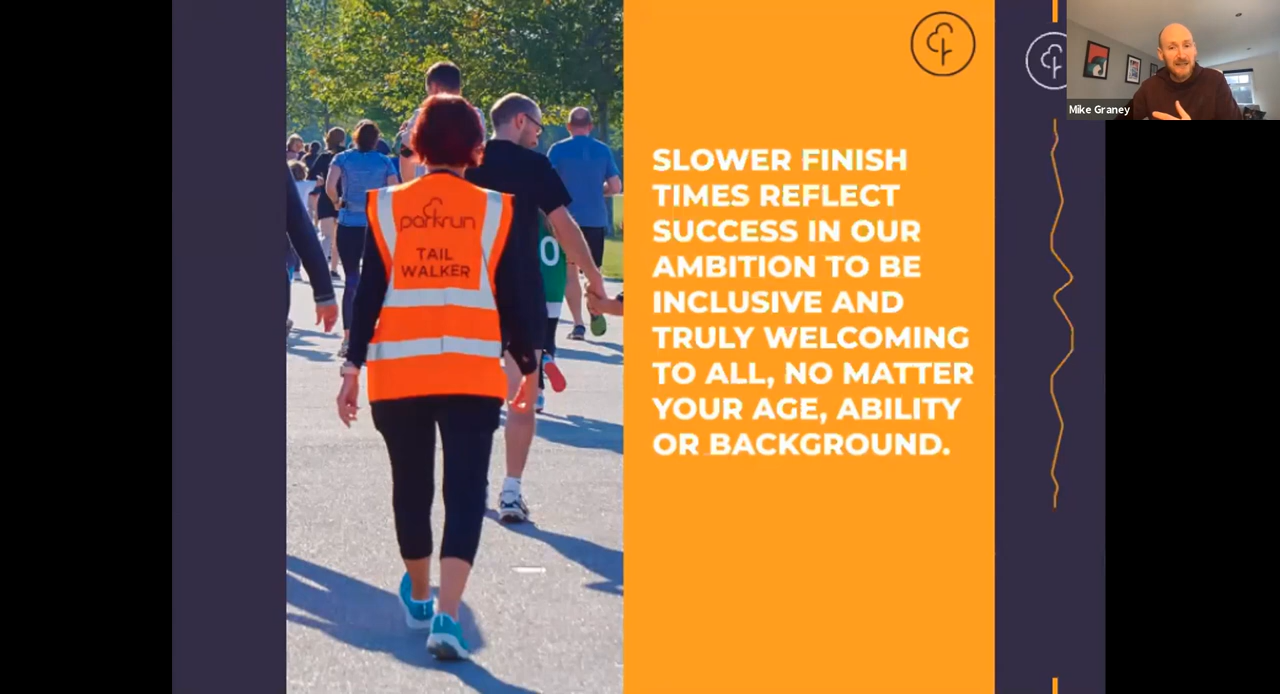 parkrun
TAIL
WALKER
0
SLOWER FINISH
TIMES REFLECT
SUCCESS IN OUR
AMBITION TO BE
INCLUSIVE AND
TRULY WELCOMING
TO ALL, NO MATTER
YOUR AGE, ABILITY
OR BACKGROUND.
Mike Graney